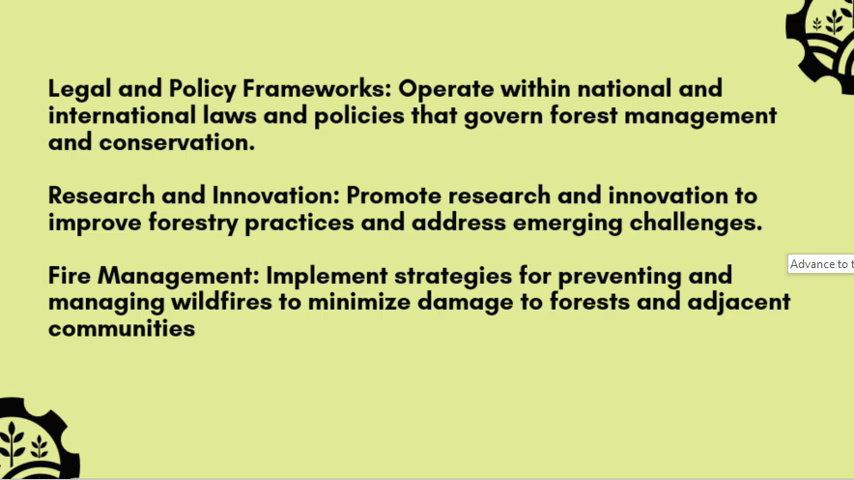 Legal and Policy Frameworks: Operate within national and
international laws and policies that govern forest management
and conservation.
Research and Innovation: Promote research and innovation to
improve forestry practices and address emerging challenges.
Advance to t
Fire Management: Implement strategies for preventing and
managing wildfires to minimize damage to forests and adjacent
communities